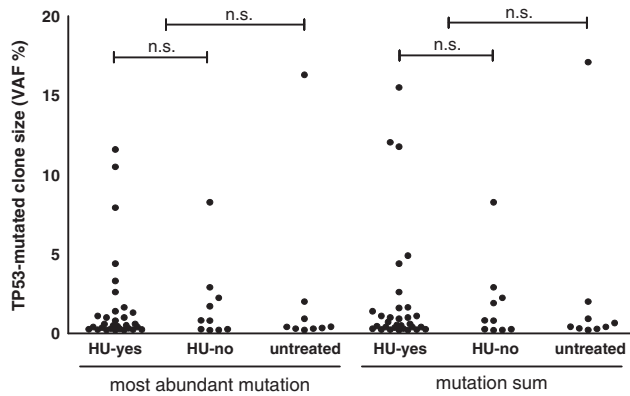 TP53-mutated clone size (VAF %)
20
15
10
5
0
n.s.
n.s.
n.s.
n.s.
HU-yes HU-no untreated HU-yes HU-no untreated
most abundant mutation mutation sum